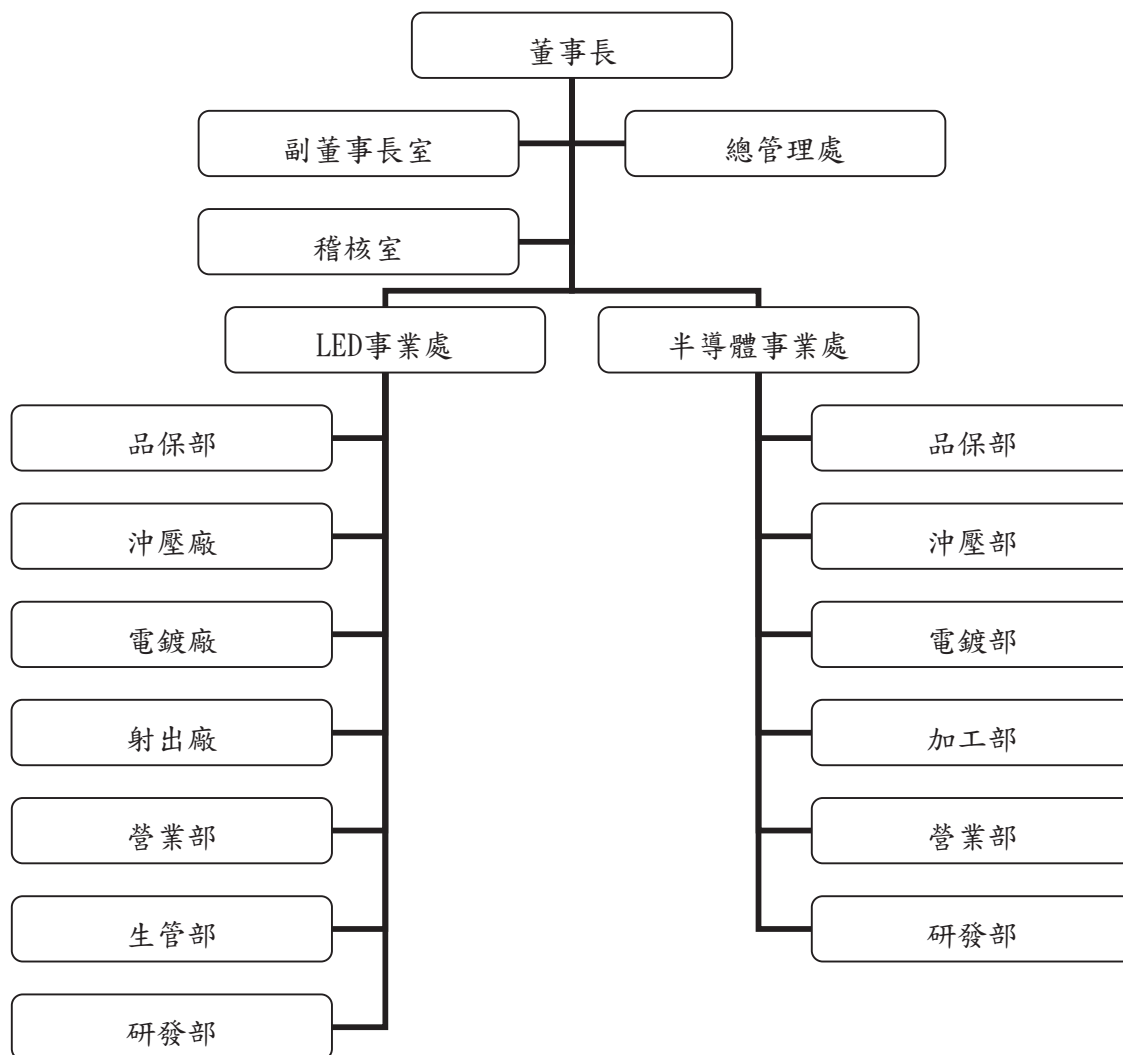 董事長
副董事長室
總管理處
稽核室
LED事業處
半導體事業處
品保部
品保部
沖壓廠
沖壓部
電鍍廠
電鍍部
射出廠
加工部
營業部
營業部
生管部
研發部
研發部